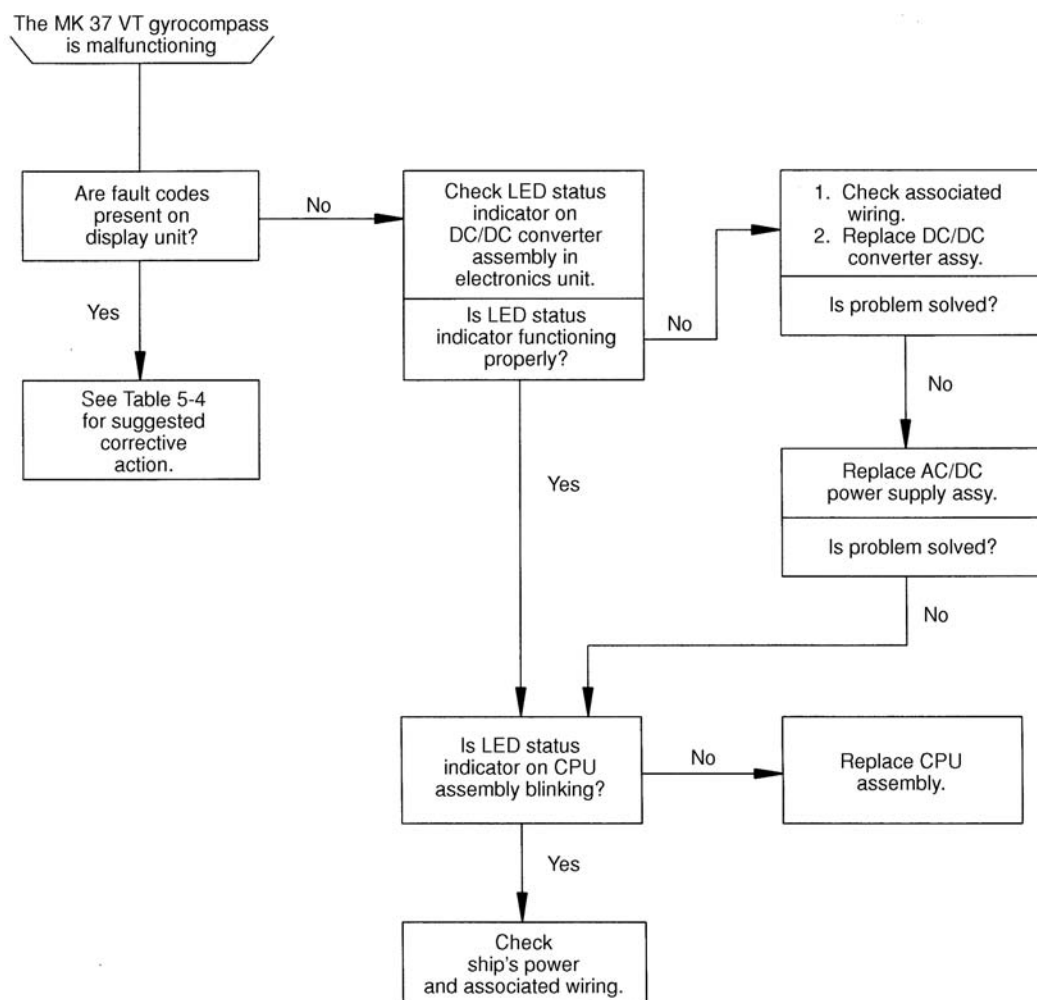 The MK 37 VT gyrocompass
is malfunctioning
Are fault codes
present on
display unit?
No
Yes
See Table 5-4
for suggested
corrective
action.
Check LED status
indicator on
DC/DC converter
assembly in
electronics unit.
Is LED status
indicator functioning
properly?
No
Yes
1. Check associated
wiring.
2. Replace DC/DC
converter assy.
Is problem solved?
No
Replace AC/DC
power supply assy.
Is problem solved?
No
Is LED status
indicator on CPU
assembly blinking?
No
Replace CPU
assembly.
Yes
Check
ship's power
and associated wiring.